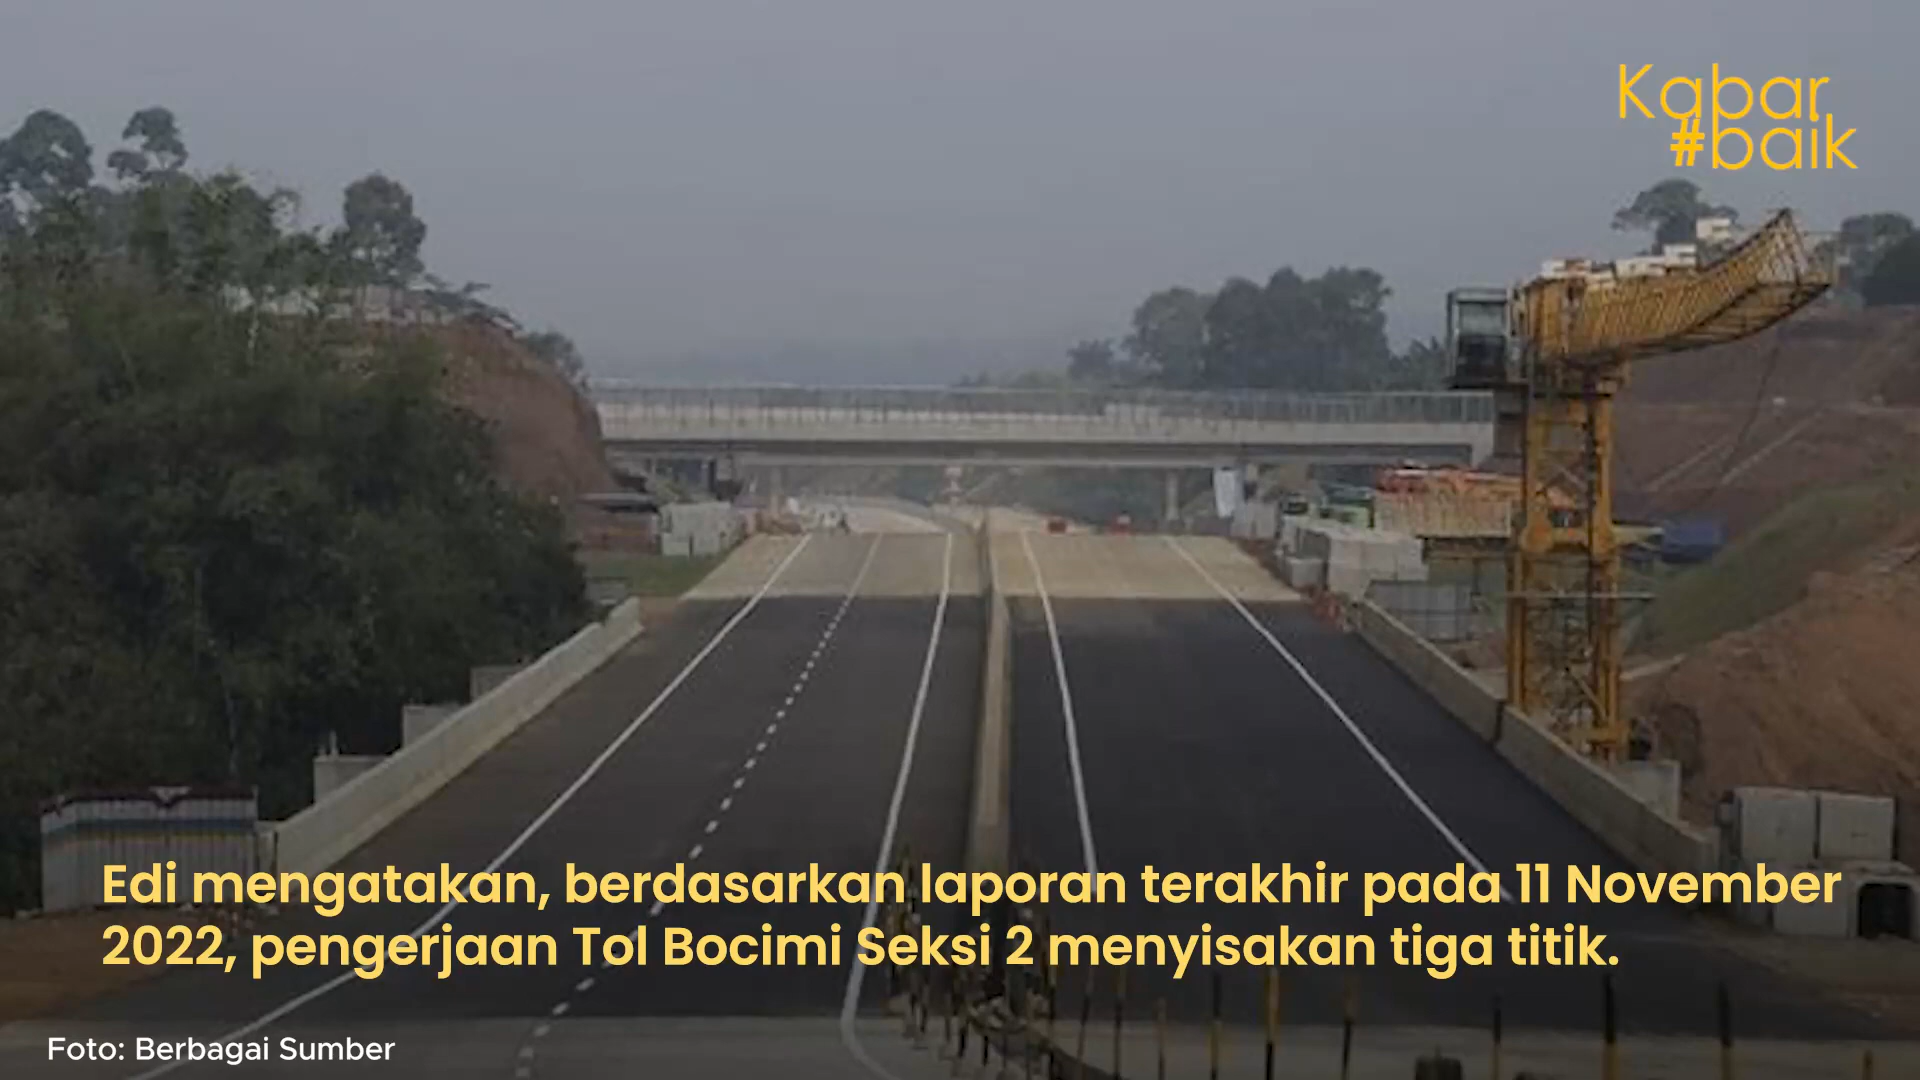 Kabar
#baik
Edi mengatakan, berdasarkan laporan terakhir pada 11 November
2022, pengerjaan Tol Bocimi Seksi 2 menyisakan tiga titik.
Foto: Berbagai Sumber